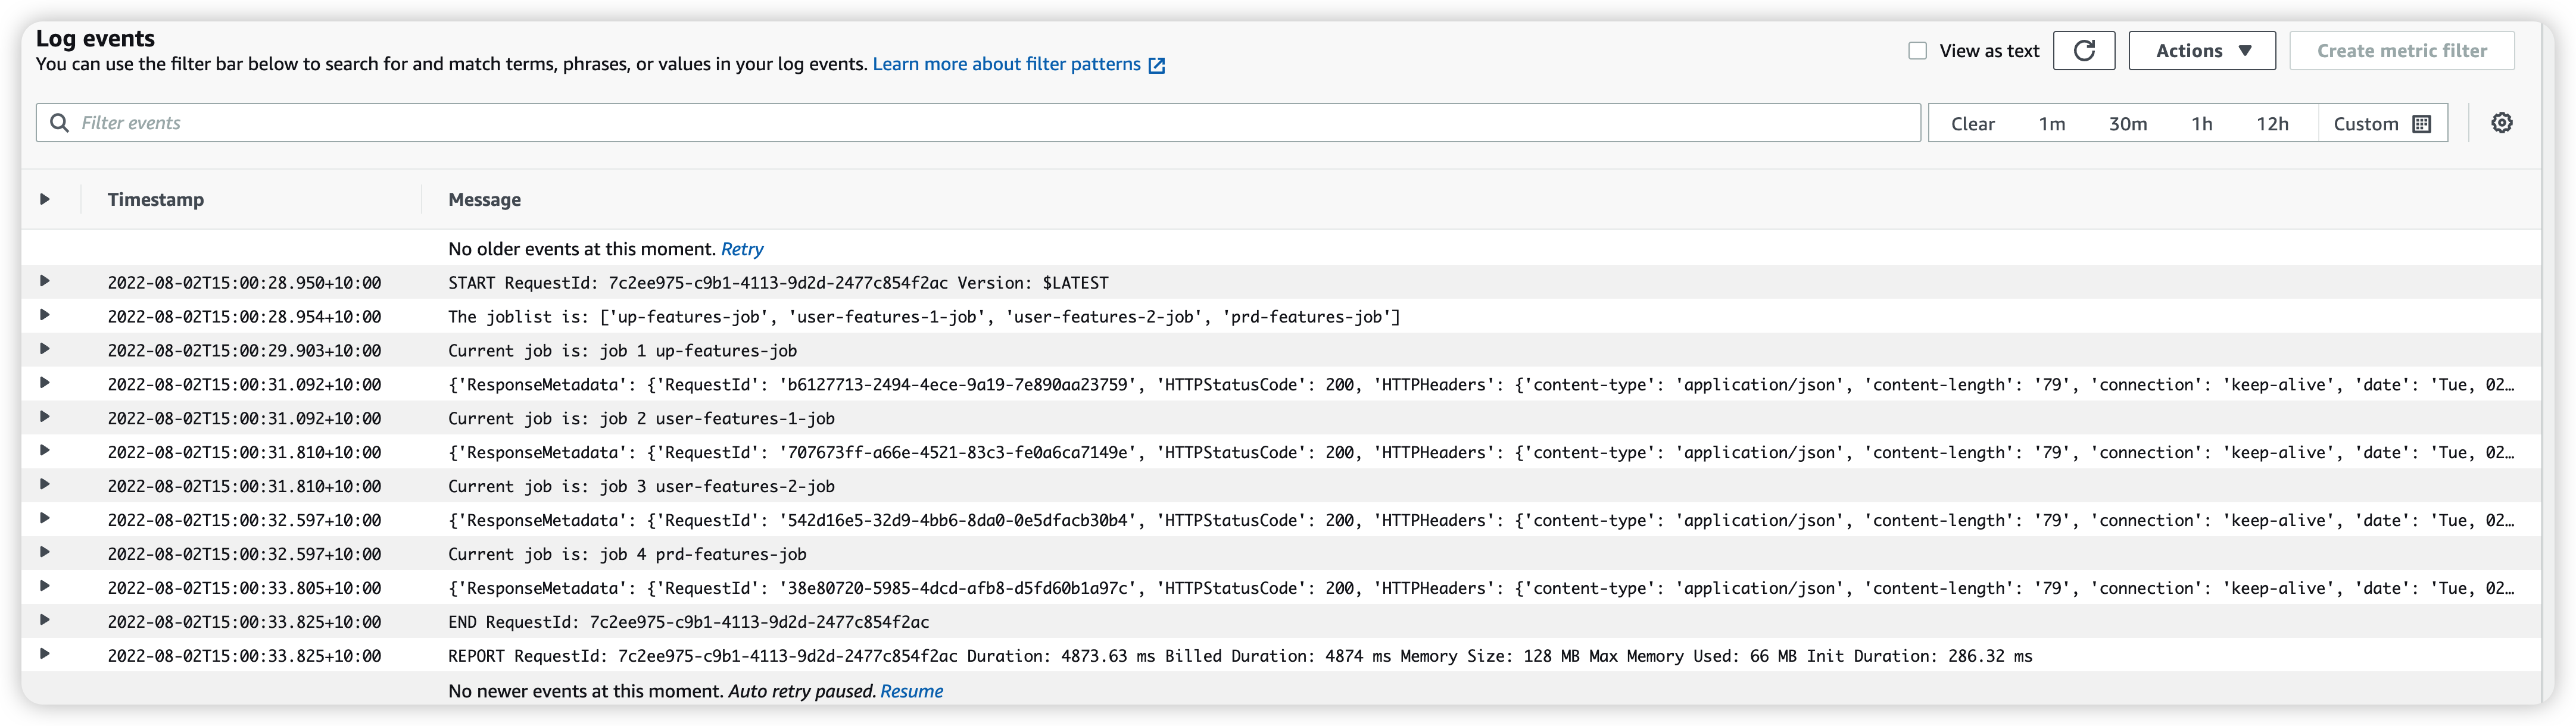 Log events
You can use the filter bar below to search for and match terms, phrases, or values in your log events. Learn more about filter patterns
View as text
Actions
Create metric filter
Filter events
Clear 1m 30m 1h 12h Custom
Timestamp Message
No older events at this moment. Retry
2022-08-02T15:00:28.950+10:00 START RequestId: 7c2ee975-c9b1-4113-9d2d-2477c854f2ac Version: $LATEST
2022-08-02T15:00:28.954+10:00 The joblist is: ['up-features-job', 'user-features-1-job', 'user-features-2-job', 'prd-features-job']
2022-08-02T15:00:29.903+10:00 Current job is: job 1 up-features-job
2022-08-02T15:00:31.092+10:00 {'ResponseMetadata': {'RequestId': 'b6127713-2494-4ece-9a19-7e890aa23759', 'HTTPStatusCode': 200, 'HTTPHeaders': {'content-type': 'application/json', 'content-length': '79', 'connection': 'keep-alive', 'date': 'Tue, 02…
2022-08-02T15:00:31.092+10:00 Current job is: job 2 user-features-1-job
2022-08-02T15:00:31.810+10:00 {'ResponseMetadata': {'RequestId': '707673ff-a66e-4521-83c3-fe0a6ca7149e', 'HTTPStatusCode': 200, 'HTTPHeaders': {'content-type': 'application/json', 'content-length': '79', 'connection': 'keep-alive', 'date': 'Tue, 02…
2022-08-02T15:00:31.810+10:00 Current job is: job 3 user-features-2-job
2022-08-02T15:00:32.597+10:00 {'ResponseMetadata': {'RequestId': '542d16e5-32d9-4bb6-8da0-0e5dfacb30b4', 'HTTPStatusCode': 200, 'HTTPHeaders': {'content-type': 'application/json', 'content-length': '79', 'connection': 'keep-alive', 'date': 'Tue, 02…
2022-08-02T15:00:32.597+10:00 Current job is: job 4 prd-features-job
2022-08-02T15:00:33.805+10:00 {'ResponseMetadata': {'RequestId': '38e80720-5985-4dcd-afb8-d5fd60b1a97c', 'HTTPStatusCode': 200, 'HTTPHeaders': {'content-type': 'application/json', 'content-length': '79', 'connection': 'keep-alive', 'date': 'Tue, 02…
2022-08-02T15:00:33.825+10:00 END RequestId: 7c2ee975-c9b1-4113-9d2d-2477c854f2ac
2022-08-02T15:00:33.825+10:00 REPORT RequestId: 7c2ee975-c9b1-4113-9d2d-2477c854f2ac Duration: 4873.63 ms Billed Duration: 4874 ms Memory Size: 128 MB Max Memory Used: 66 MB Init Duration: 286.32 ms
No newer events at this moment. Auto retry paused. Resume